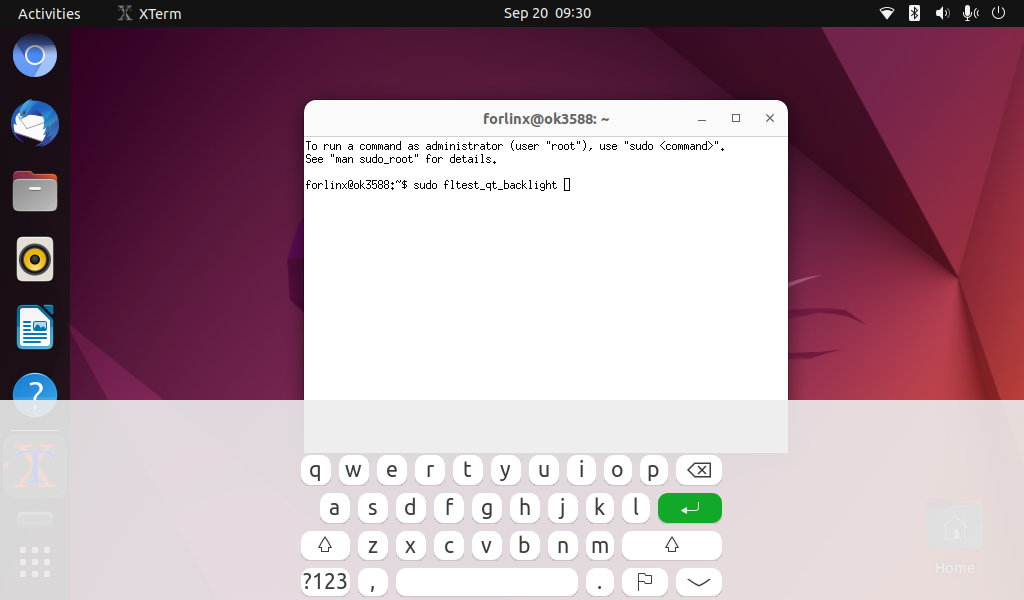 Activities XTerm Sep 20 09:30
forlinx@ok3588: ~
To run a command as administrator (user "root"), use "sudo <command>".
See "man sudo_root" for details.
forlinx@ok3588:~$ sudo fltest_qt_backlight
q w e r t y u i o p
a s d f g h j k l
z x c v b n m
?123 , .
Home